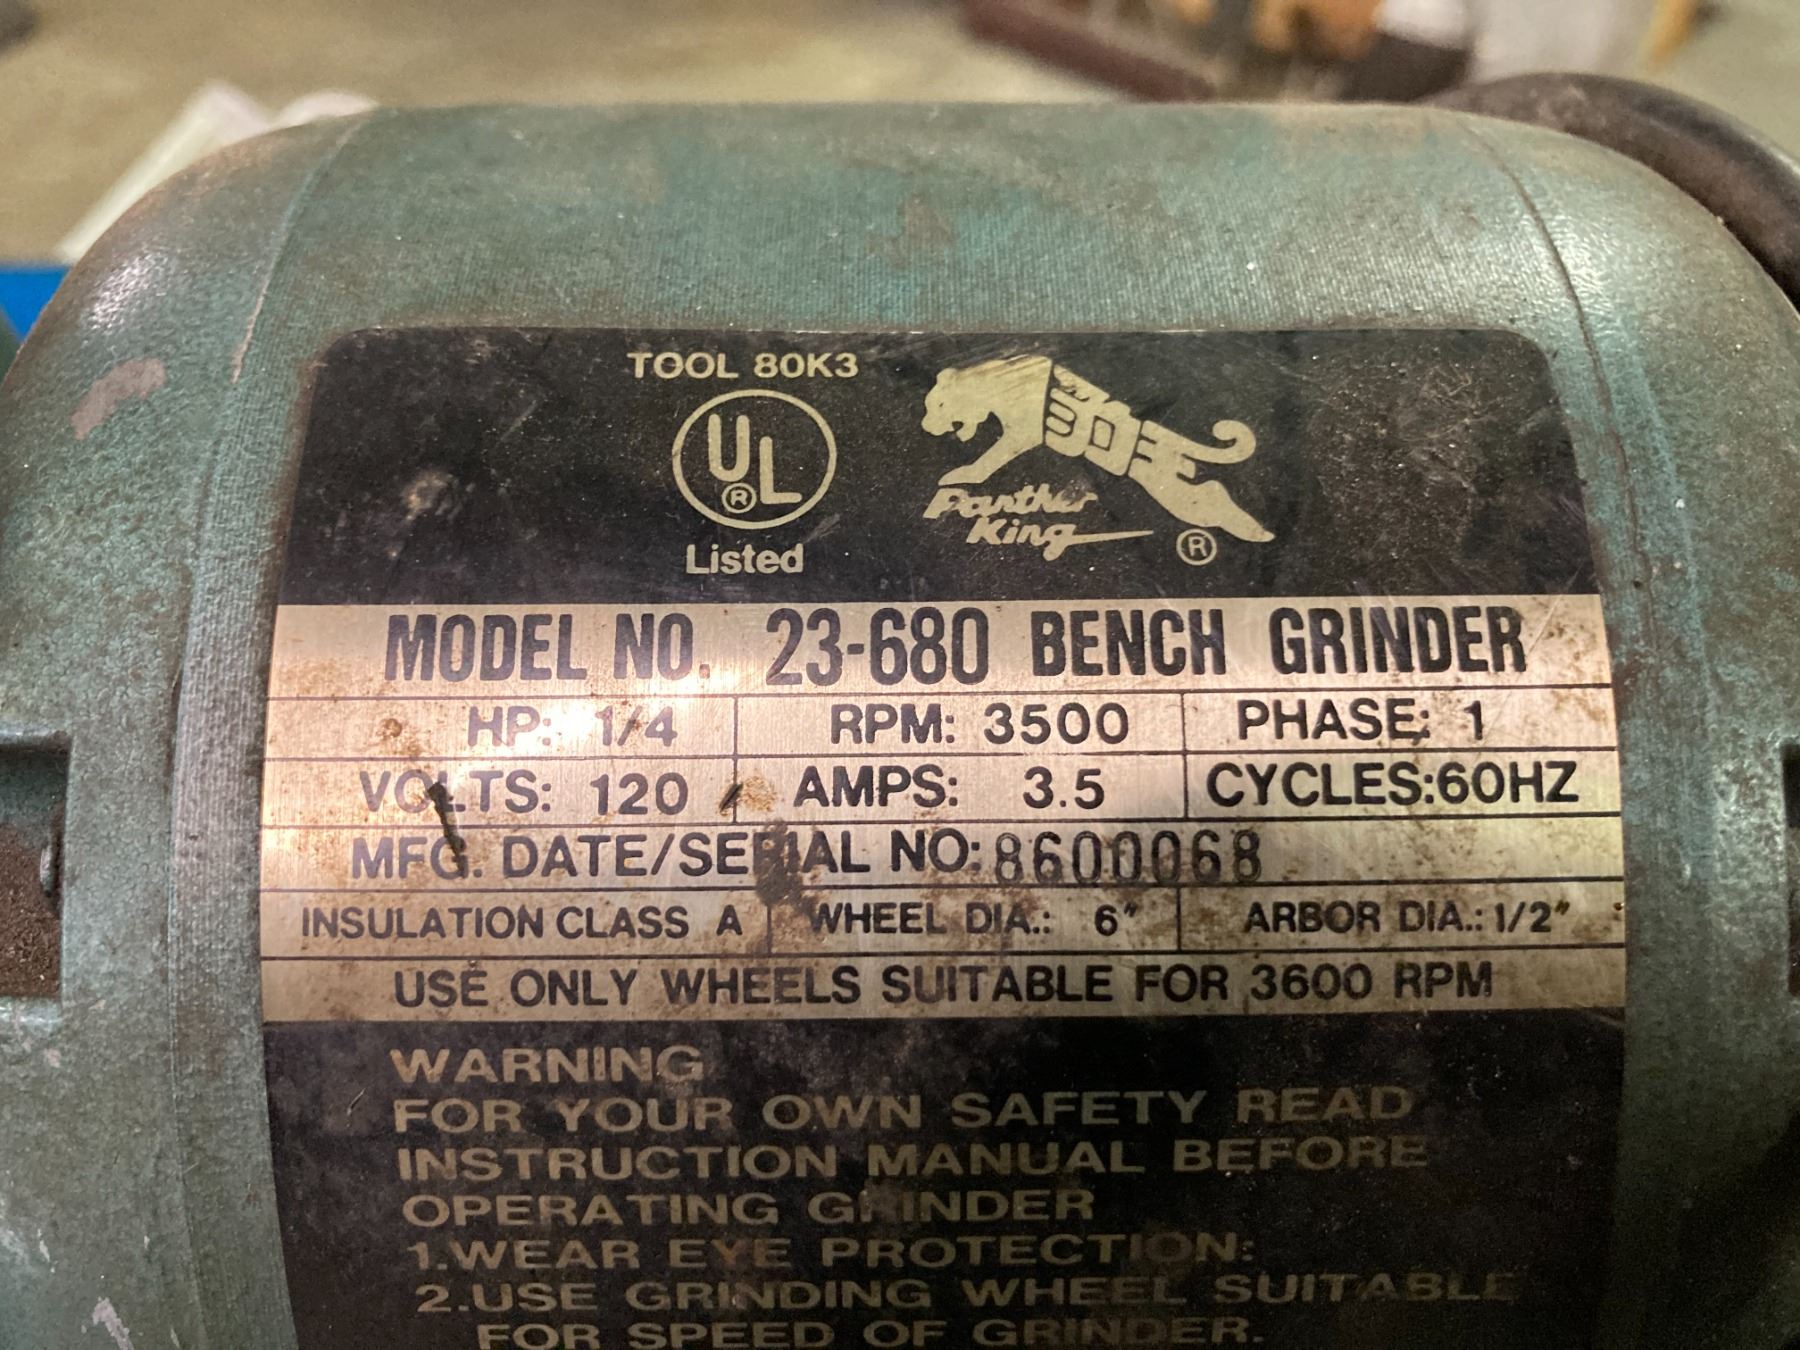 TOOL 80K3
UL
®
Listed
Panther
King
®
MODEL NO. 23-680 BENCH GRINDER
HP: 1/4 RPM: 3500 PHASE: 1
VOLTS: 120 AMPS: 3.5 CYCLES:60HZ
MFG. DATE/SERIAL NO: 8600068
INSULATION CLASS A WHEEL DIA.: 6" ARBOR DIA.: 1/2"
USE ONLY WHEELS SUITABLE FOR 3600 RPM
WARNING
FOR YOUR OWN SAFETY READ
INSTRUCTION MANUAL BEFORE
OPERATING GRINDER
1.WEAR EYE PROTECTION:
2.USE GRINDING WHEEL SUITABLE
FOR SPEED OF GRINDER.